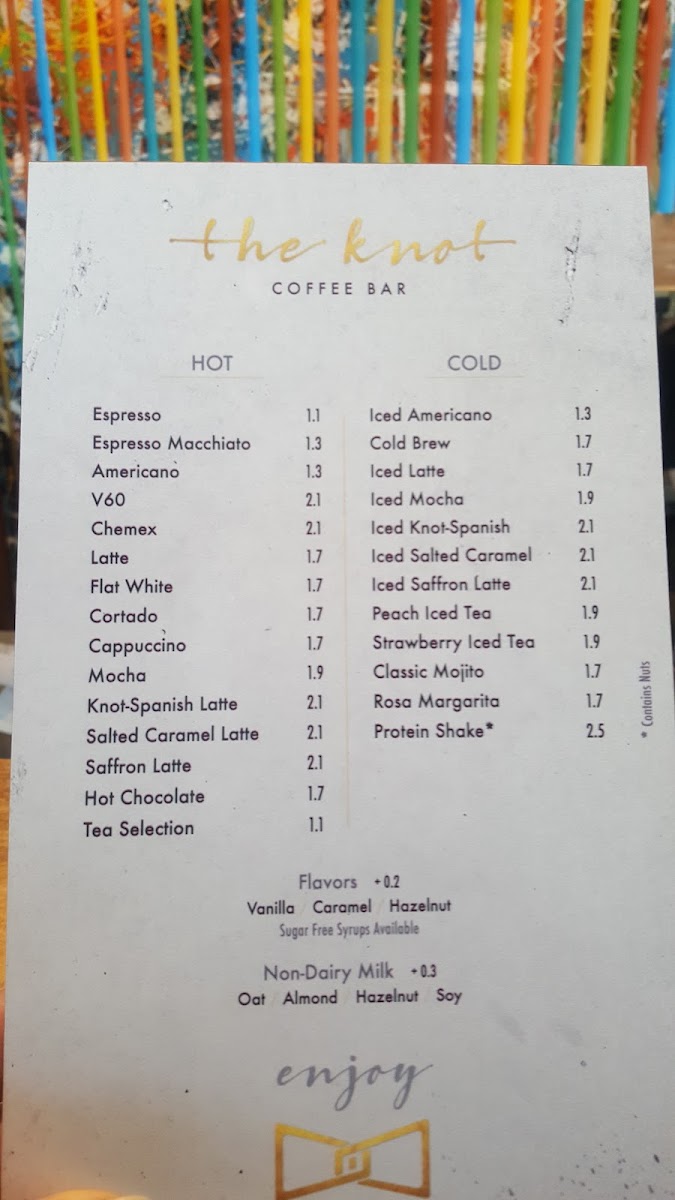 the knot
COFFEE BAR
HOT
Espresso 1.1
Espresso Macchiato 1.3
Americano 1.3
V60 2.1
Chemex 2.1
Latte 1.7
Flat White 1.7
Cortado 1.7
Cappuccino 1.7
Mocha 1.9
Knot-Spanish Latte 2.1
Salted Caramel Latte 2.1
Saffron Latte 2.1
Hot Chocolate 1.7
Tea Selection 1.1
COLD
Iced Americano 1.3
Cold Brew 1.7
Iced Latte 1.7
Iced Mocha 1.9
Iced Knot-Spanish 2.1
Iced Salted Caramel 2.1
Iced Saffron Latte 2.1
Peach Iced Tea 1.9
Strawberry Iced Tea 1.9
Classic Mojito 1.7
Rosa Margarita 1.7
Protein Shake* 2.5
* Contains Nuts
Flavors +0.2
Vanilla / Caramel / Hazelnut
Sugar Free Syrups Available
Non-Dairy Milk +0.3
Oat / Almond / Hazelnut / Soy
enjoy